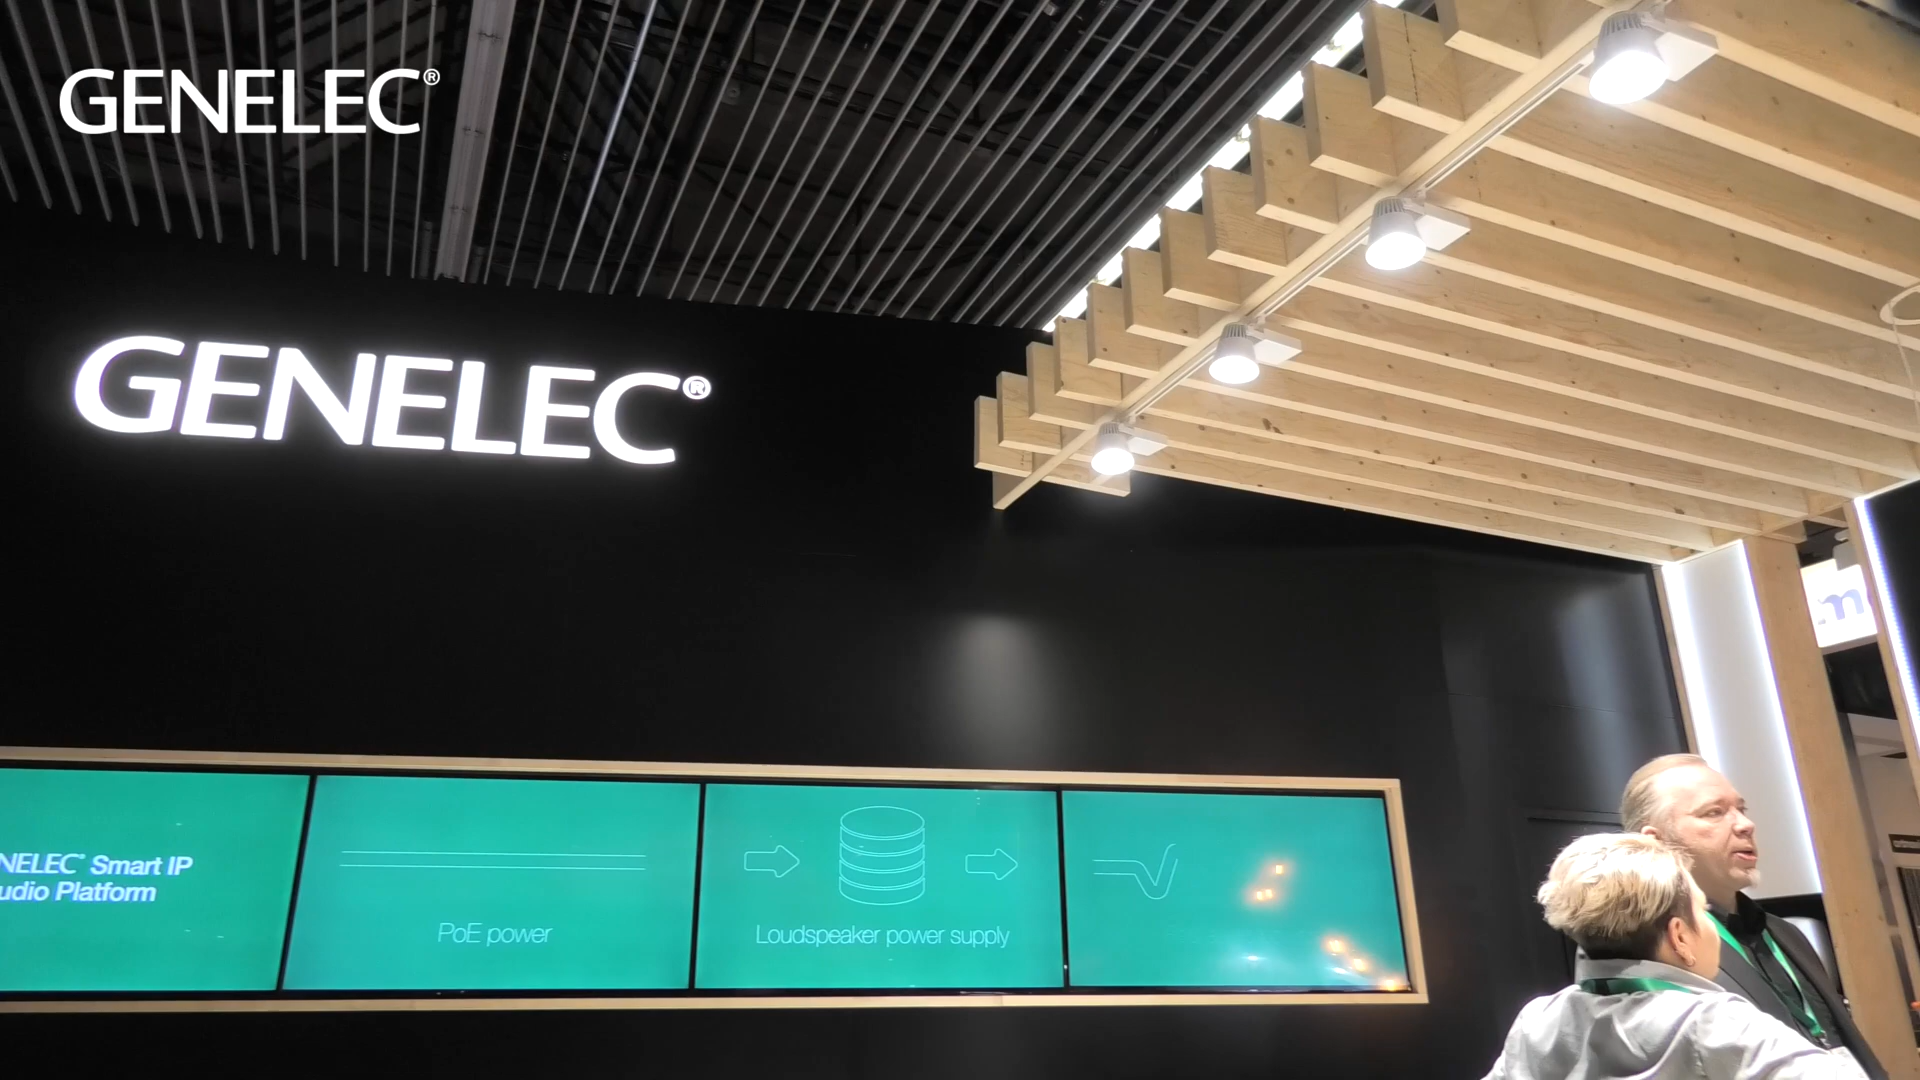 GENELEC®
GENELEC®
NELEC® Smart IP
udio Platform
PoE power
Loudspeaker power supply